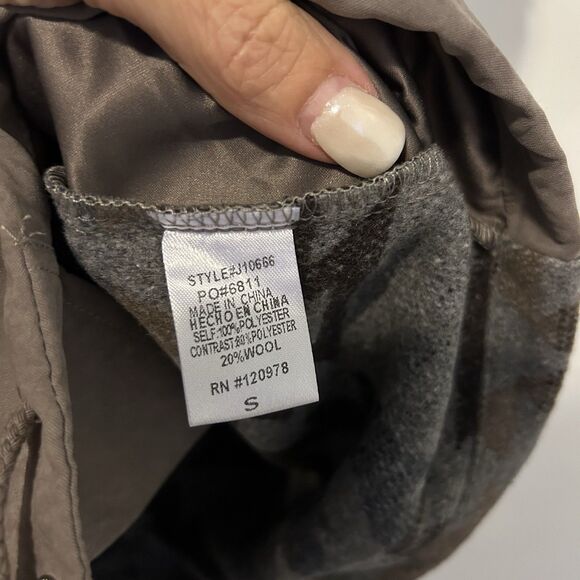 STYLE#J10666
PO#6811
MADE IN CHINA
HECHO EN CHINA
SELF:100%POLYESTER
CONTRAST:80%POLYESTER
20%WOOL
RN #120978
S